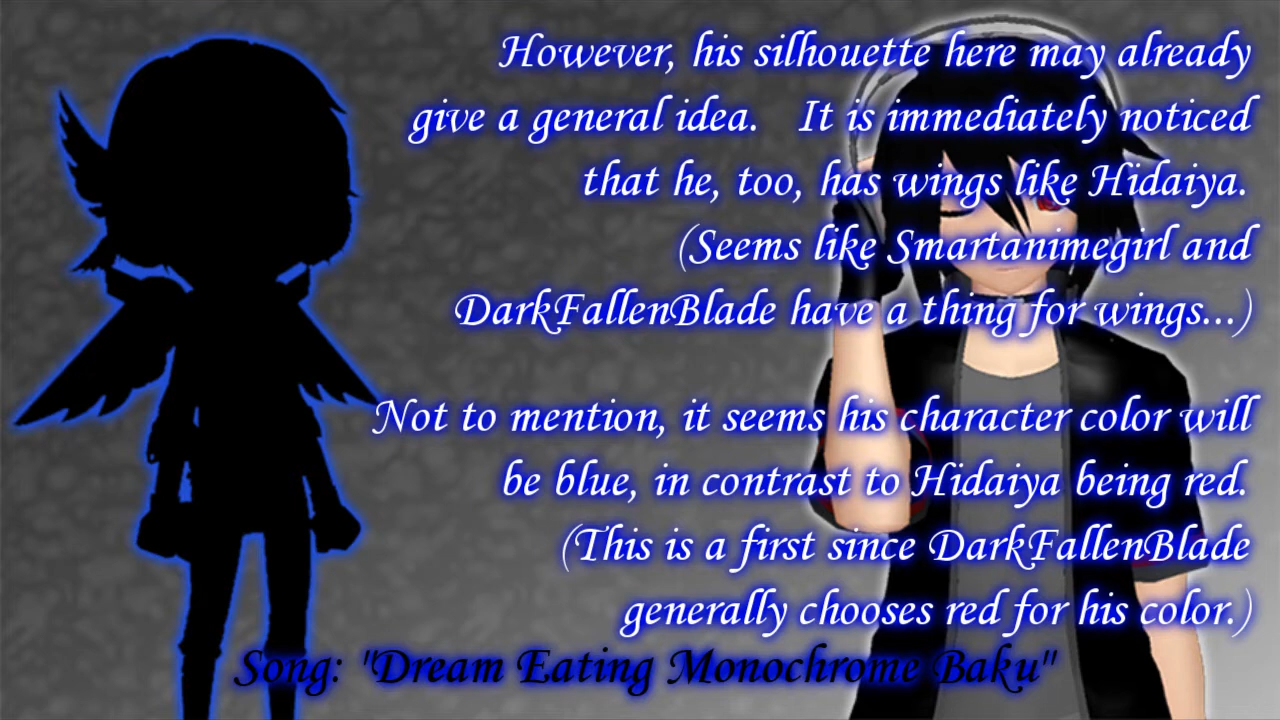 However, his silhouette here may already
give a general idea. It is immediately noticed
that he, too, has wings like Hidaiya.
(Seems like Smartanimegirl and
DarkFallenBlade have a thing for wings...)
Not to mention, it seems his character color will
be blue, in contrast to Hidaiya being red.
(This is a first since DarkFallenBlade
generally chooses red for his color.)
Song: "Dream Eating Monochrome Baku"